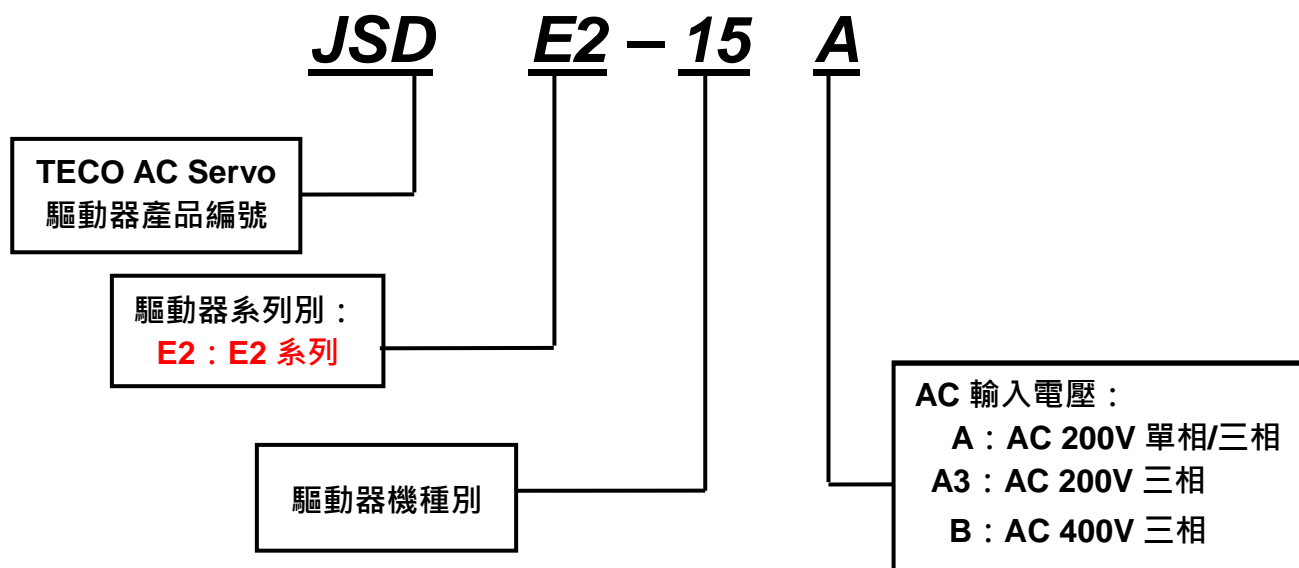 JSD E2 – 15 A
TECO AC Servo
驅動器產品編號
驅動器系列別：
E2：E2 系列
驅動器機種別
AC 輸入電壓：
A：AC 200V 單相/三相
A3：AC 200V 三相
B：AC 400V 三相